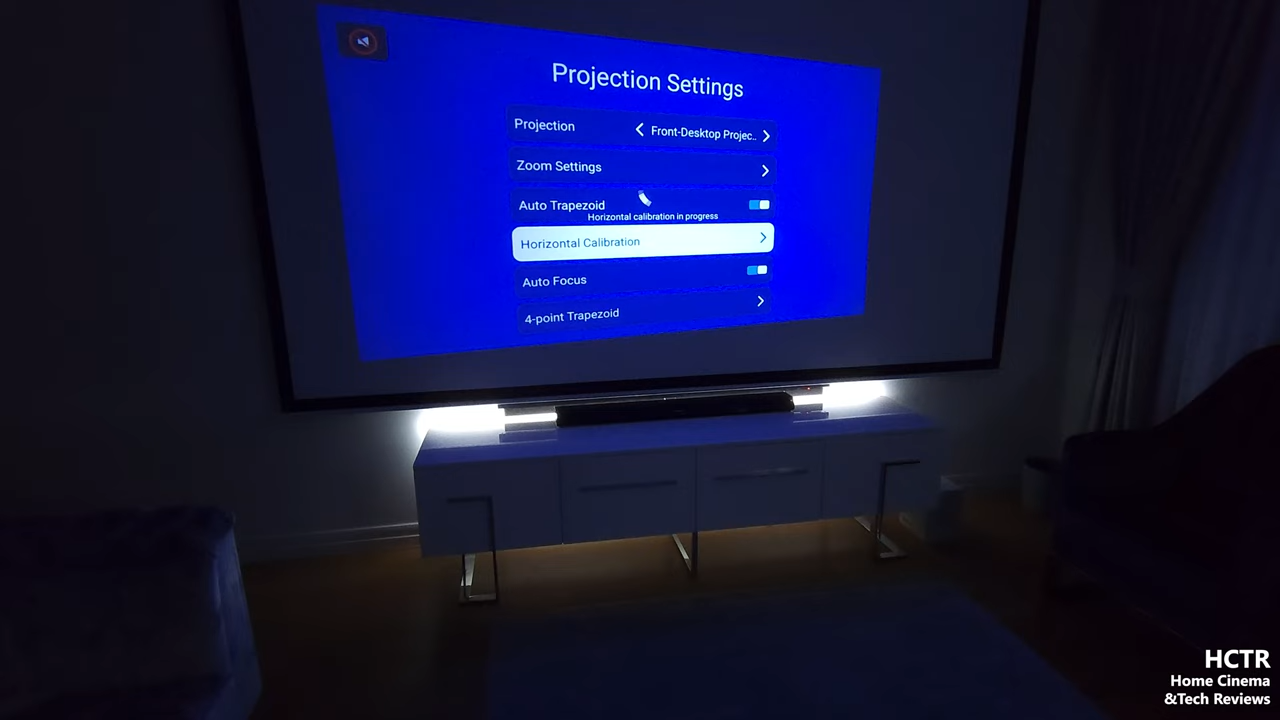 Projection Settings
Projection
Front-Desktop Projec..
Zoom Settings
Auto Trapezoid
Horizontal calibration in progress
Horizontal Calibration
Auto Focus
4-point Trapezoid
HCTR
Home Cinema
&Tech Reviews